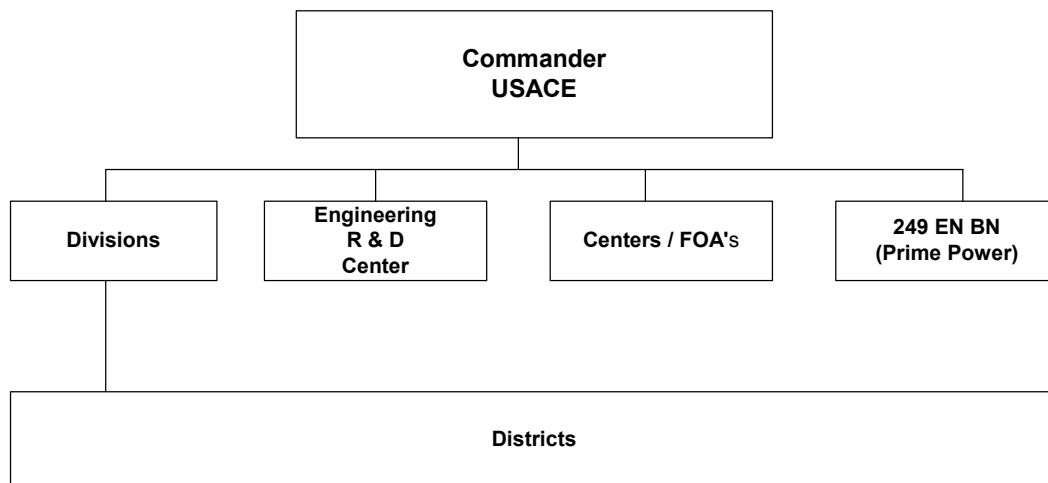 Commander
USACE
Divisions
Engineering
R & D
Center
Centers / FOA's
249 EN BN
(Prime Power)
Districts